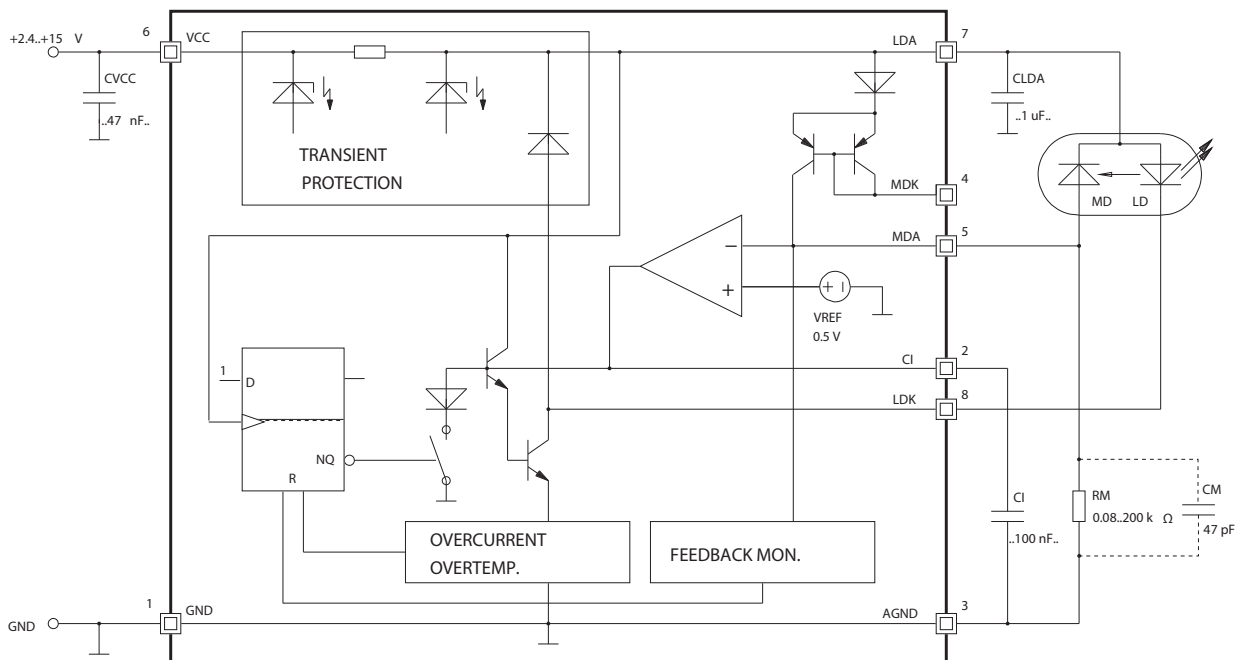 +2.4..+15 V
6
VCC
LDA
7
CVCC
..47 nF..
CLDA
..1 uF..
TRANSIENT
PROTECTION
MDK
4
MD
LD
MDA
5
−
+
+
VREF
0.5 V
1
D
CI
2
LDK
8
NQ
R
OVERCURRENT
OVERTEMP.
FEEDBACK MON.
CI
..100 nF..
RM
0.08..200 k Ω
CM
47 pF
GND
1
GND
AGND
3